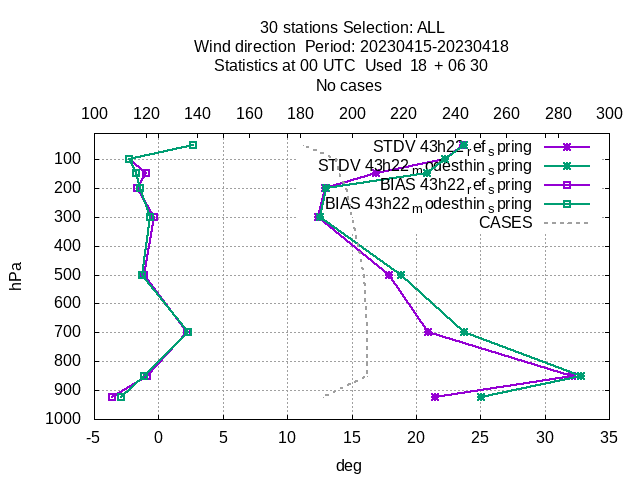 30 stations Selection: ALL
Wind direction  Period: 20230415-20230418
Statistics at 00 UTC  Used  18 + 06 30
No cases
100 120 140 160 180 200 220 240 260 280 300
STDV 43h22_ref_spring
STDV 43h22_modesthin_spring
BIAS 43h22_ref_spring
BIAS 43h22_modesthin_spring
CASES
hPa
100
200
300
400
500
600
700
800
900
1000
-5 0 5 10 15 20 25 30 35
deg